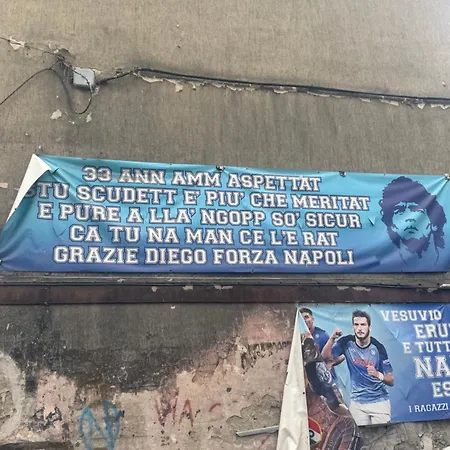 33 ANN AMM ASPETTAT
STU SCUDETT E' PIU' CHE MERITAT
E PURE A LLA' NGOPP SO' SICUR
CA TU NA MAN CE L'E RAT
GRAZIE DIEGO FORZA NAPOLI
VESUVIO
E TUTT
I RAGAZZI